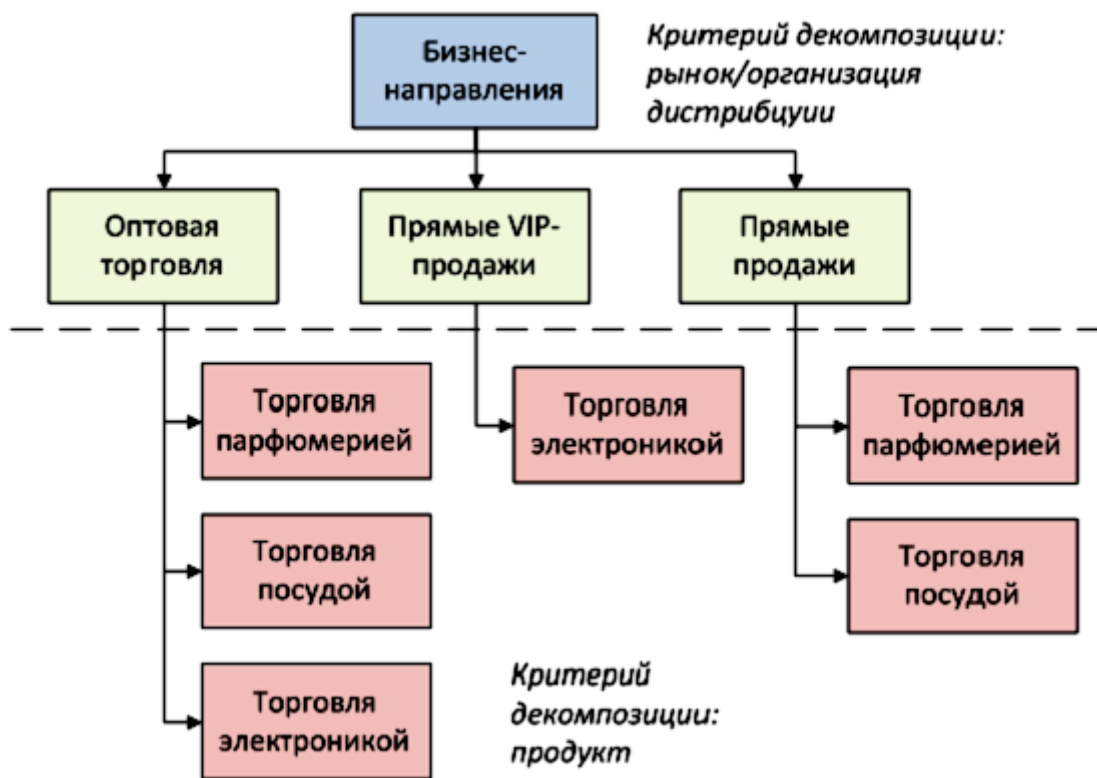 Бизнес-
направления
Критерий декомпозиции:
рынок/организация
дистрибцуии
Оптовая
торговля
Прямые VIP-
продажи
Прямые
продажи
Торговля
парфюмерией
Торговля
электроникой
Торговля
парфюмерией
Торговля
посудой
Торговля
посудой
Торговля
электроникой
Критерий
декомпозиции:
продукт